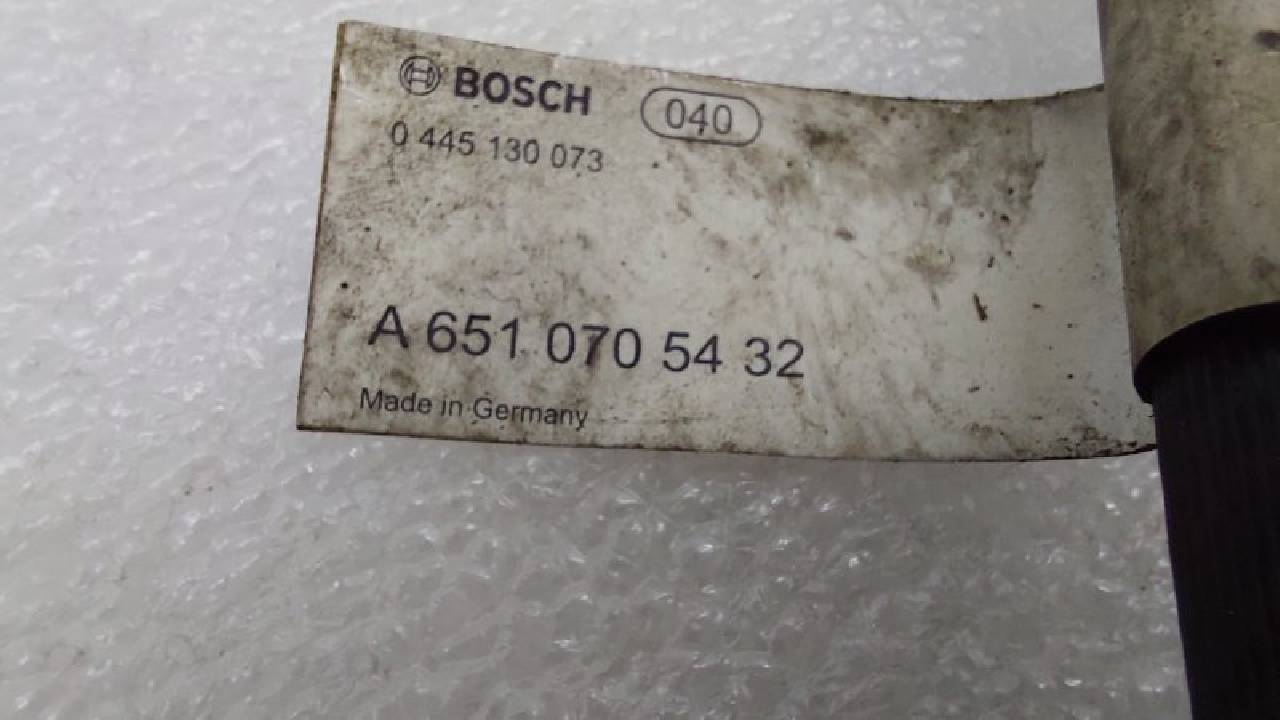 BOSCH 040
0 445 130 073
A 651 070 54 32
Made in Germany